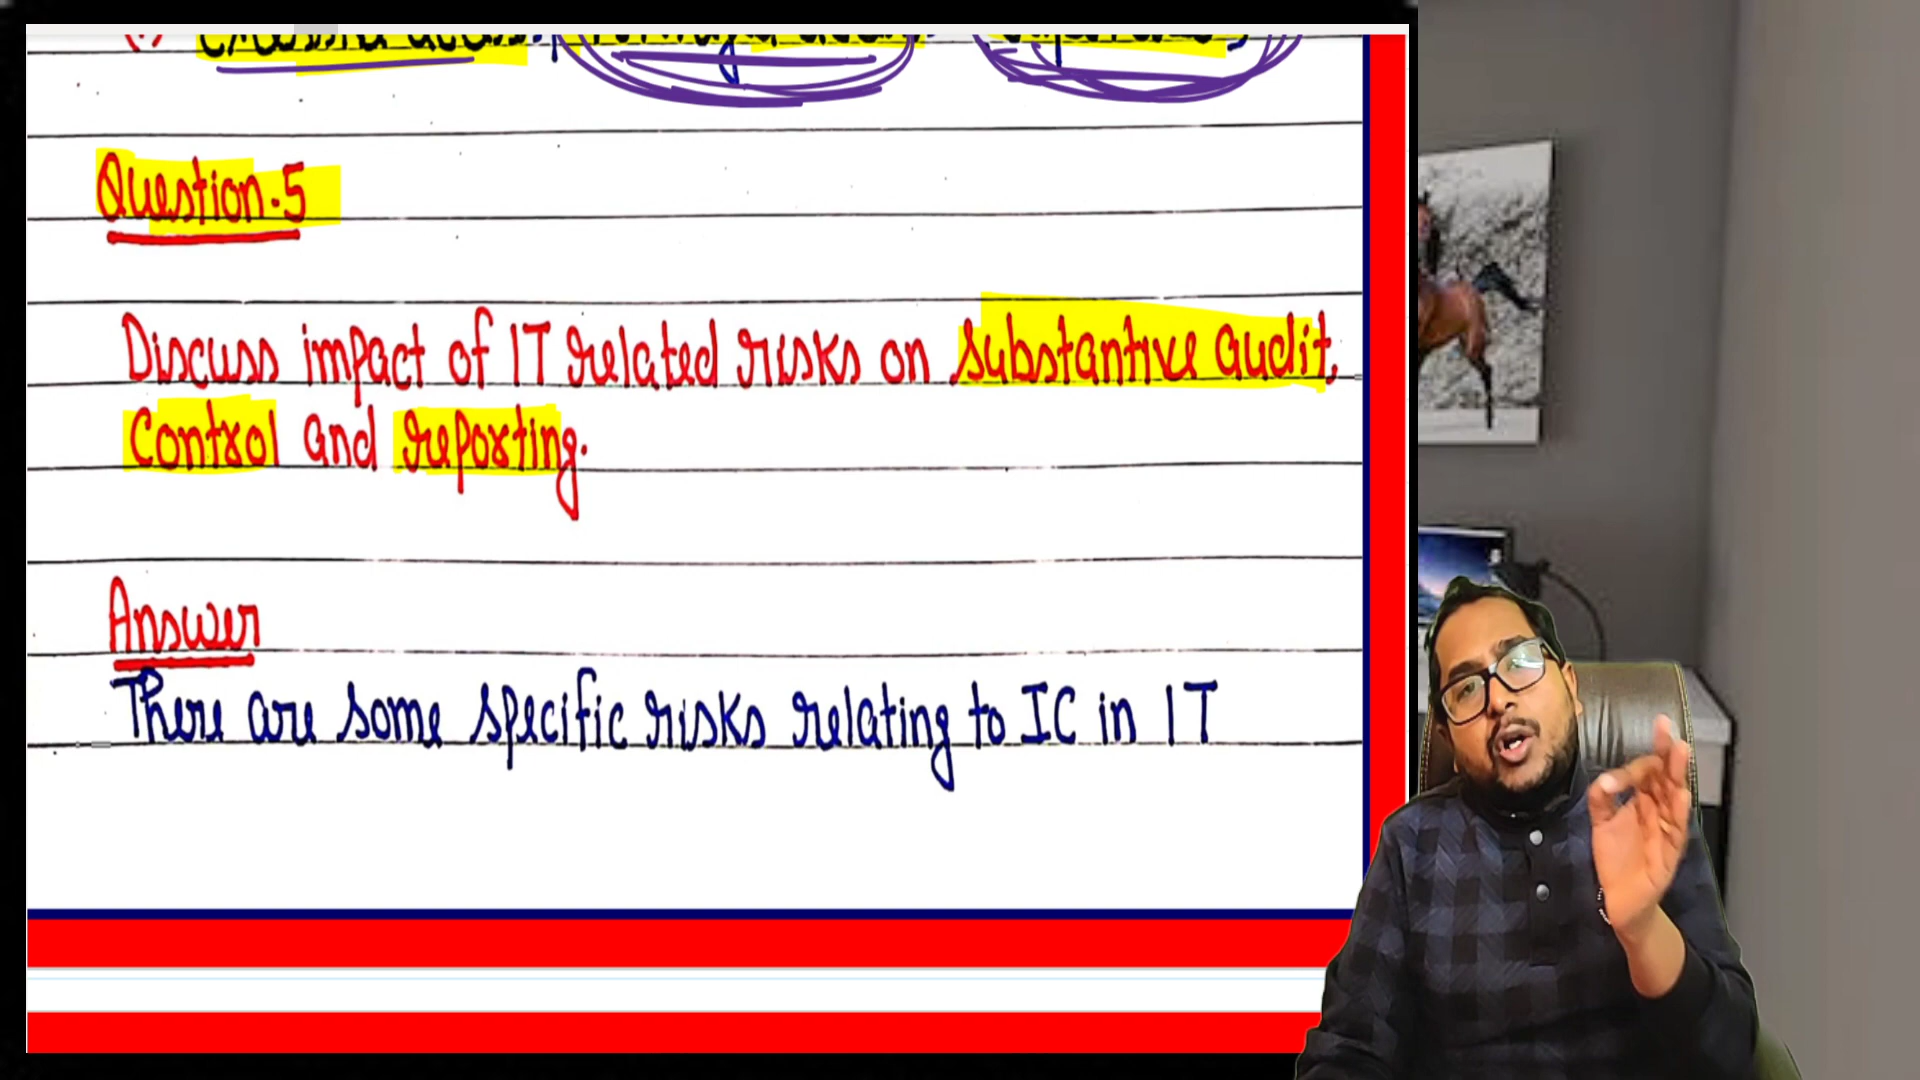 Question.5
Discuss impact of IT related risks on substantive audit,
Control and reporting.
Answer
There are some specific risks relating to IC in IT